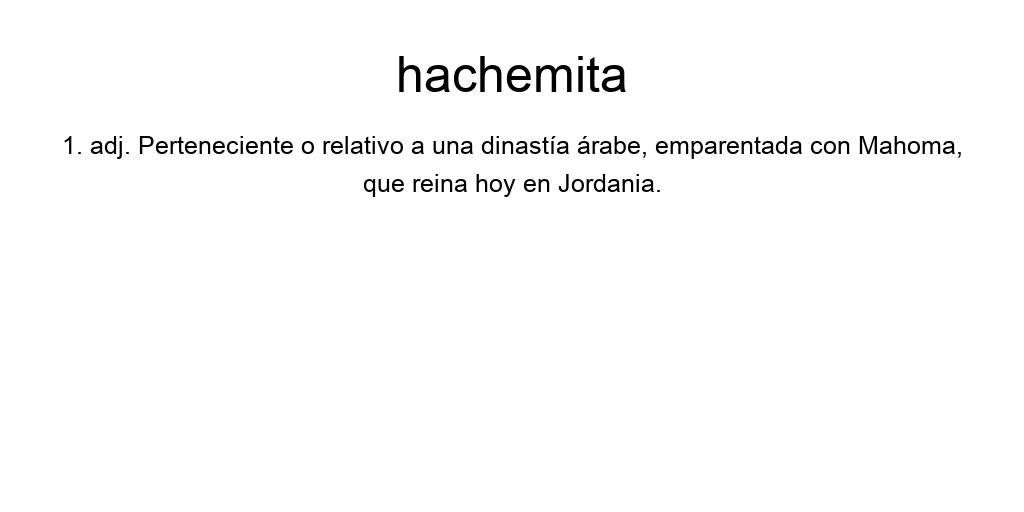 hachemita
1. adj. Perteneciente o relativo a una dinastía árabe, emparentada con Mahoma,
que reina hoy en Jordania.